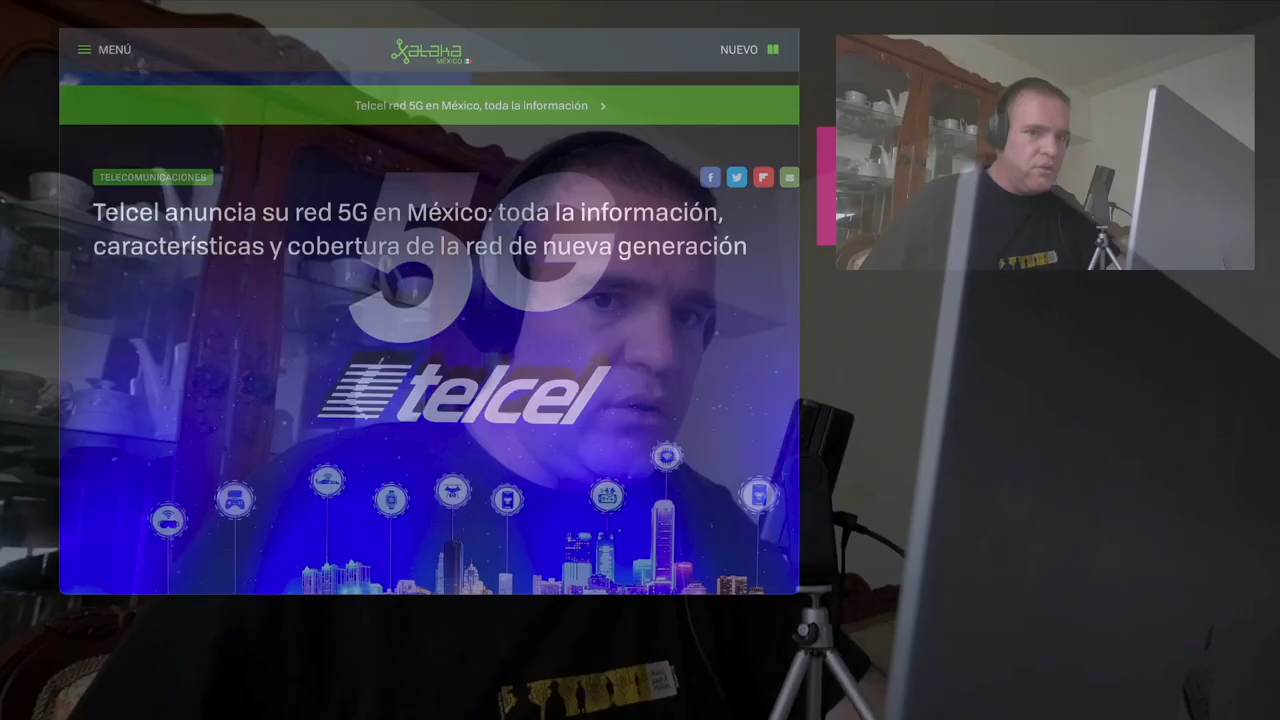 MENÚ
Xataka
MÉXICO
NUEVO
Telcel red 5G en México, toda la información
TELECOMUNICACIONES
Telcel anuncia su red 5G en México: toda la información,
características y cobertura de la red de nueva generación
5G
telcel